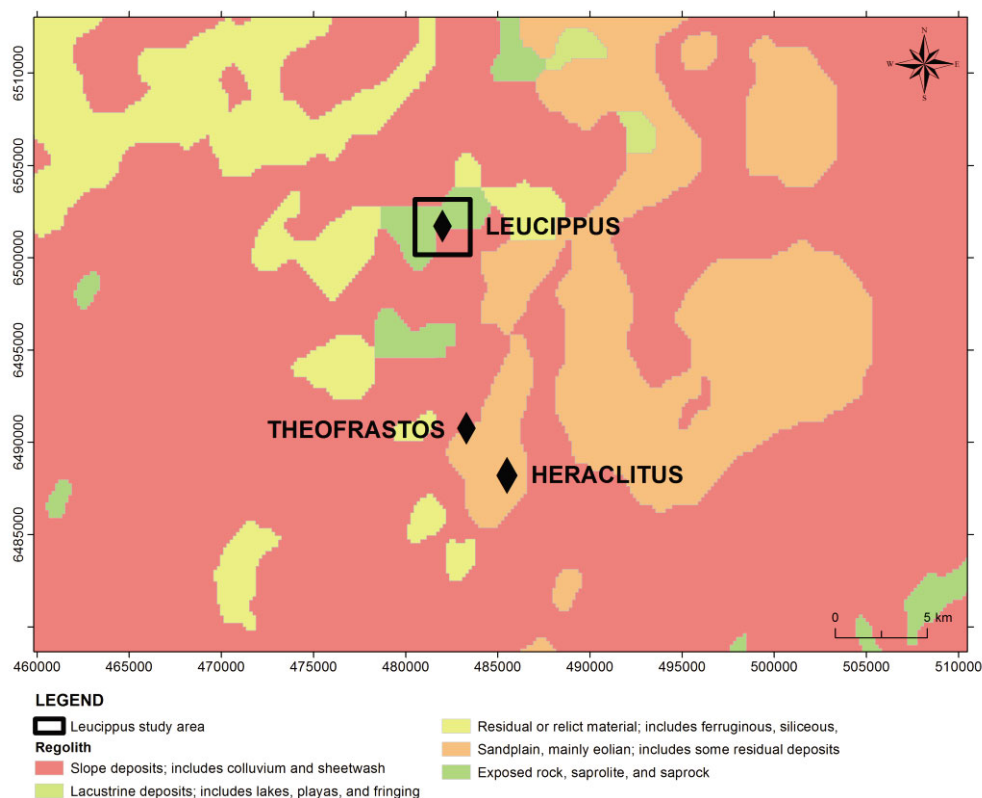 6510000
6505000
6500000
6495000
6490000
6485000
N
W
E
S
LEUCIPPUS
THEOFRASTOS
HERACLITUS
0 5 km
460000 465000 470000 475000 480000 485000 490000 495000 500000 505000 510000
LEGEND
Leucippus study area
Regolith
Slope deposits; includes colluvium and sheetwash
Lacustrine deposits; includes lakes, playas, and fringing
Residual or relict material; includes ferruginous, siliceous,
Sandplain, mainly eolian; includes some residual deposits
Exposed rock, saprolite, and saprock